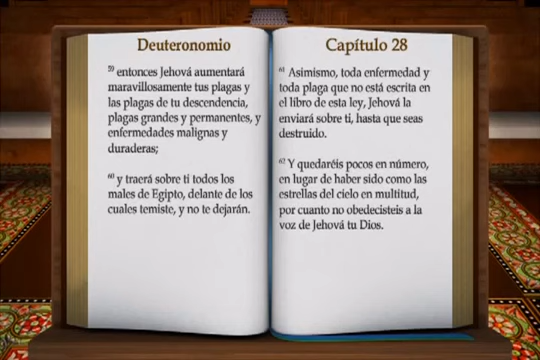 Deuteronomio
⁵⁹ entonces Jehová aumentará
maravillosamente tus plagas y
las plagas de tu descendencia,
plagas grandes y permanentes, y
enfermedades malignas y
duraderas;
⁶⁰ y traerá sobre ti todos los
males de Egipto, delante de los
cuales temiste, y no te dejarán.
Capítulo 28
⁶¹ Asimismo, toda enfermedad y
toda plaga que no está escrita en
el libro de esta ley, Jehová la
enviará sobre ti, hasta que seas
destruido.
⁶² Y quedaréis pocos en número,
en lugar de haber sido como las
estrellas del cielo en multitud,
por cuanto no obedecisteis a la
voz de Jehová tu Dios.